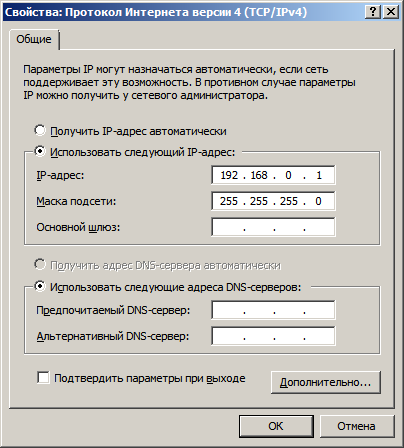 Свойства: Протокол Интернета версии 4 (TCP/IPv4)
Общие
Параметры IP могут назначаться автоматически, если сеть
поддерживает эту возможность. В противном случае параметры
IP можно получить у сетевого администратора.
Получить IP-адрес автоматически
Использовать следующий IP-адрес:
IP-адрес: 192 . 168 . 0 . 1
Маска подсети: 255 . 255 . 255 . 0
Основной шлюз: . . .
Получить адрес DNS-сервера автоматически
Использовать следующие адреса DNS-серверов:
Предпочитаемый DNS-сервер: . . .
Альтернативный DNS-сервер: . . .
Подтвердить параметры при выходе
Дополнительно...
OK Отмена